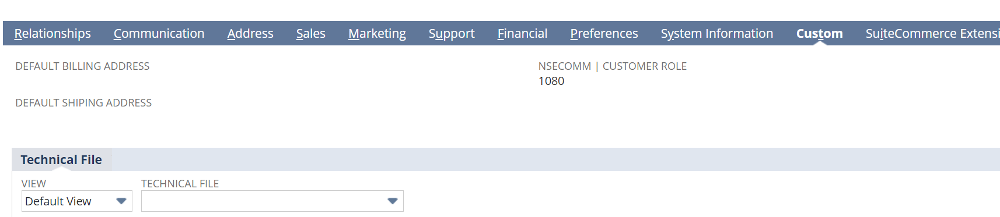 Relationships Communication Address Sales Marketing Support Financial Preferences System Information Custom SuiteCommerce Extensi
DEFAULT BILLING ADDRESS
NSECOMM | CUSTOMER ROLE
1080
DEFAULT SHIPING ADDRESS
Technical File
VIEW TECHNICAL FILE
Default View